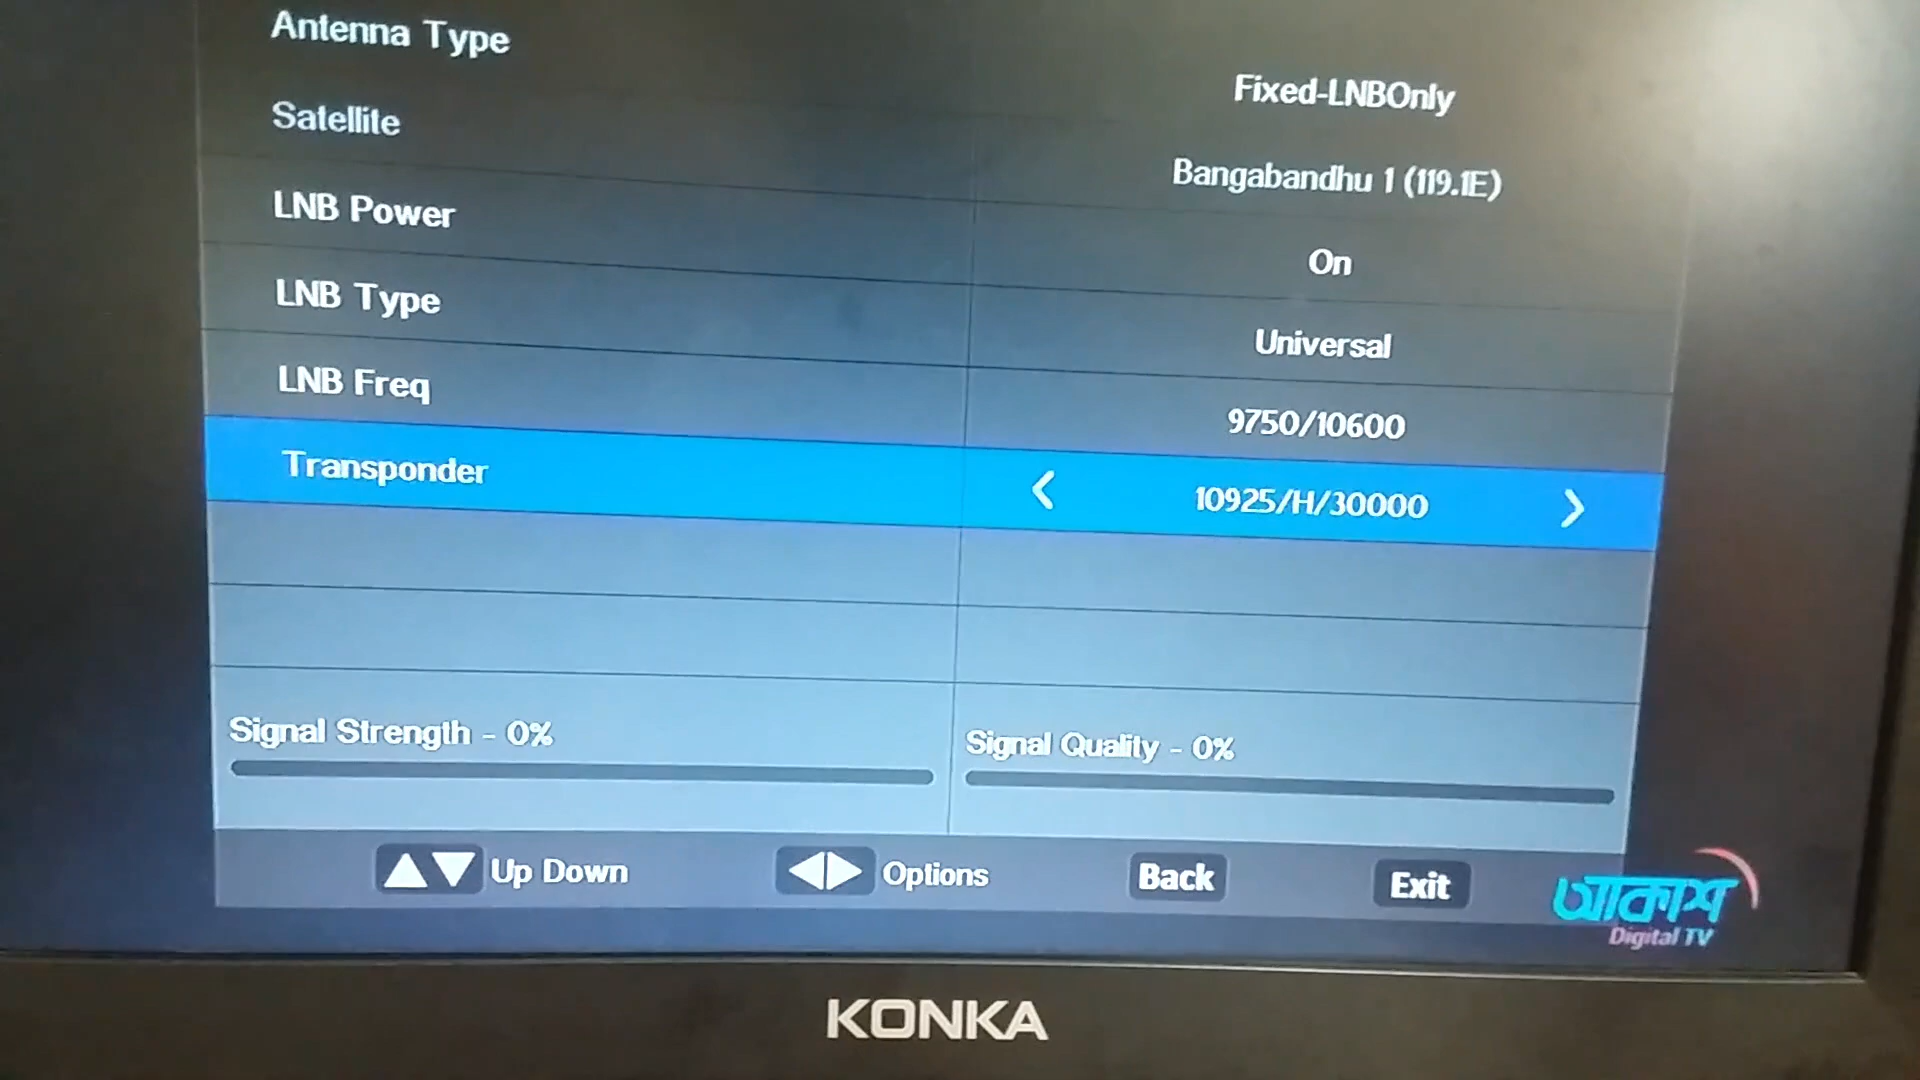 Antenna Type
Fixed-LNBOnly
Satellite
Bangabandhu 1 (119.1E)
LNB Power
On
LNB Type
Universal
LNB Freq
9750/10600
Transponder
10925/H/30000
Signal Strength - 0%
Signal Quality - 0%
Up Down
Options
Back
Exit
আকাশ
Digital TV
KONKA